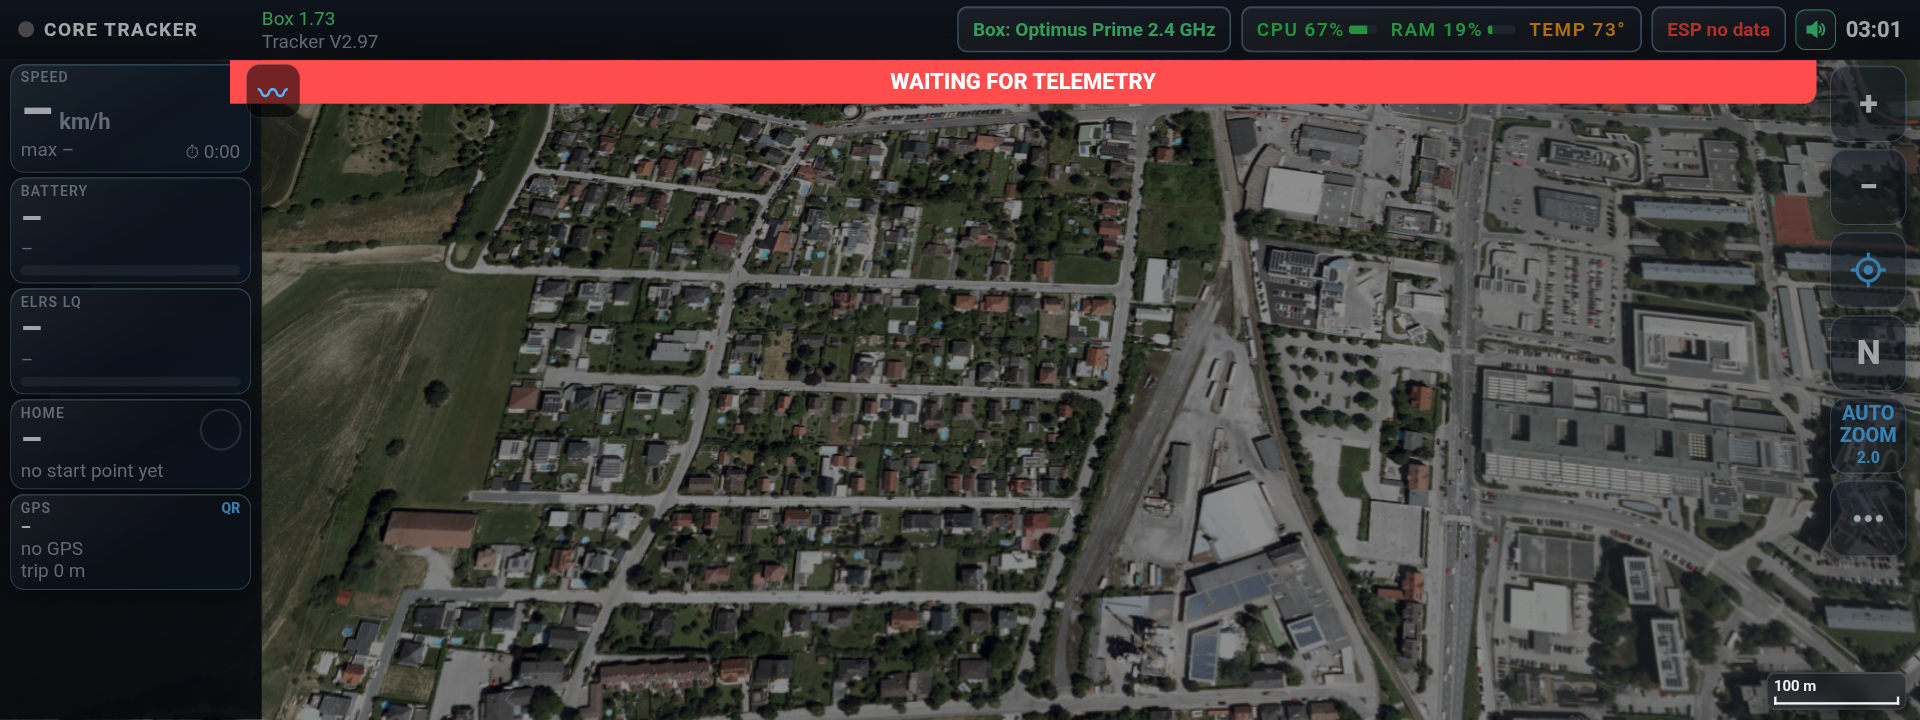 CORE TRACKER
Box 1.73
Tracker V2.97
Box: Optimus Prime 2.4 GHz
CPU 67%
RAM 19%
TEMP 73°
ESP no data
03:01
WAITING FOR TELEMETRY
SPEED
– km/h
max –
⏱ 0:00
BATTERY
–
–
ELRS LQ
–
–
HOME
–
no start point yet
GPS
QR
–
no GPS
trip 0 m
+
−
N
AUTO
ZOOM
2.0
•••
100 m